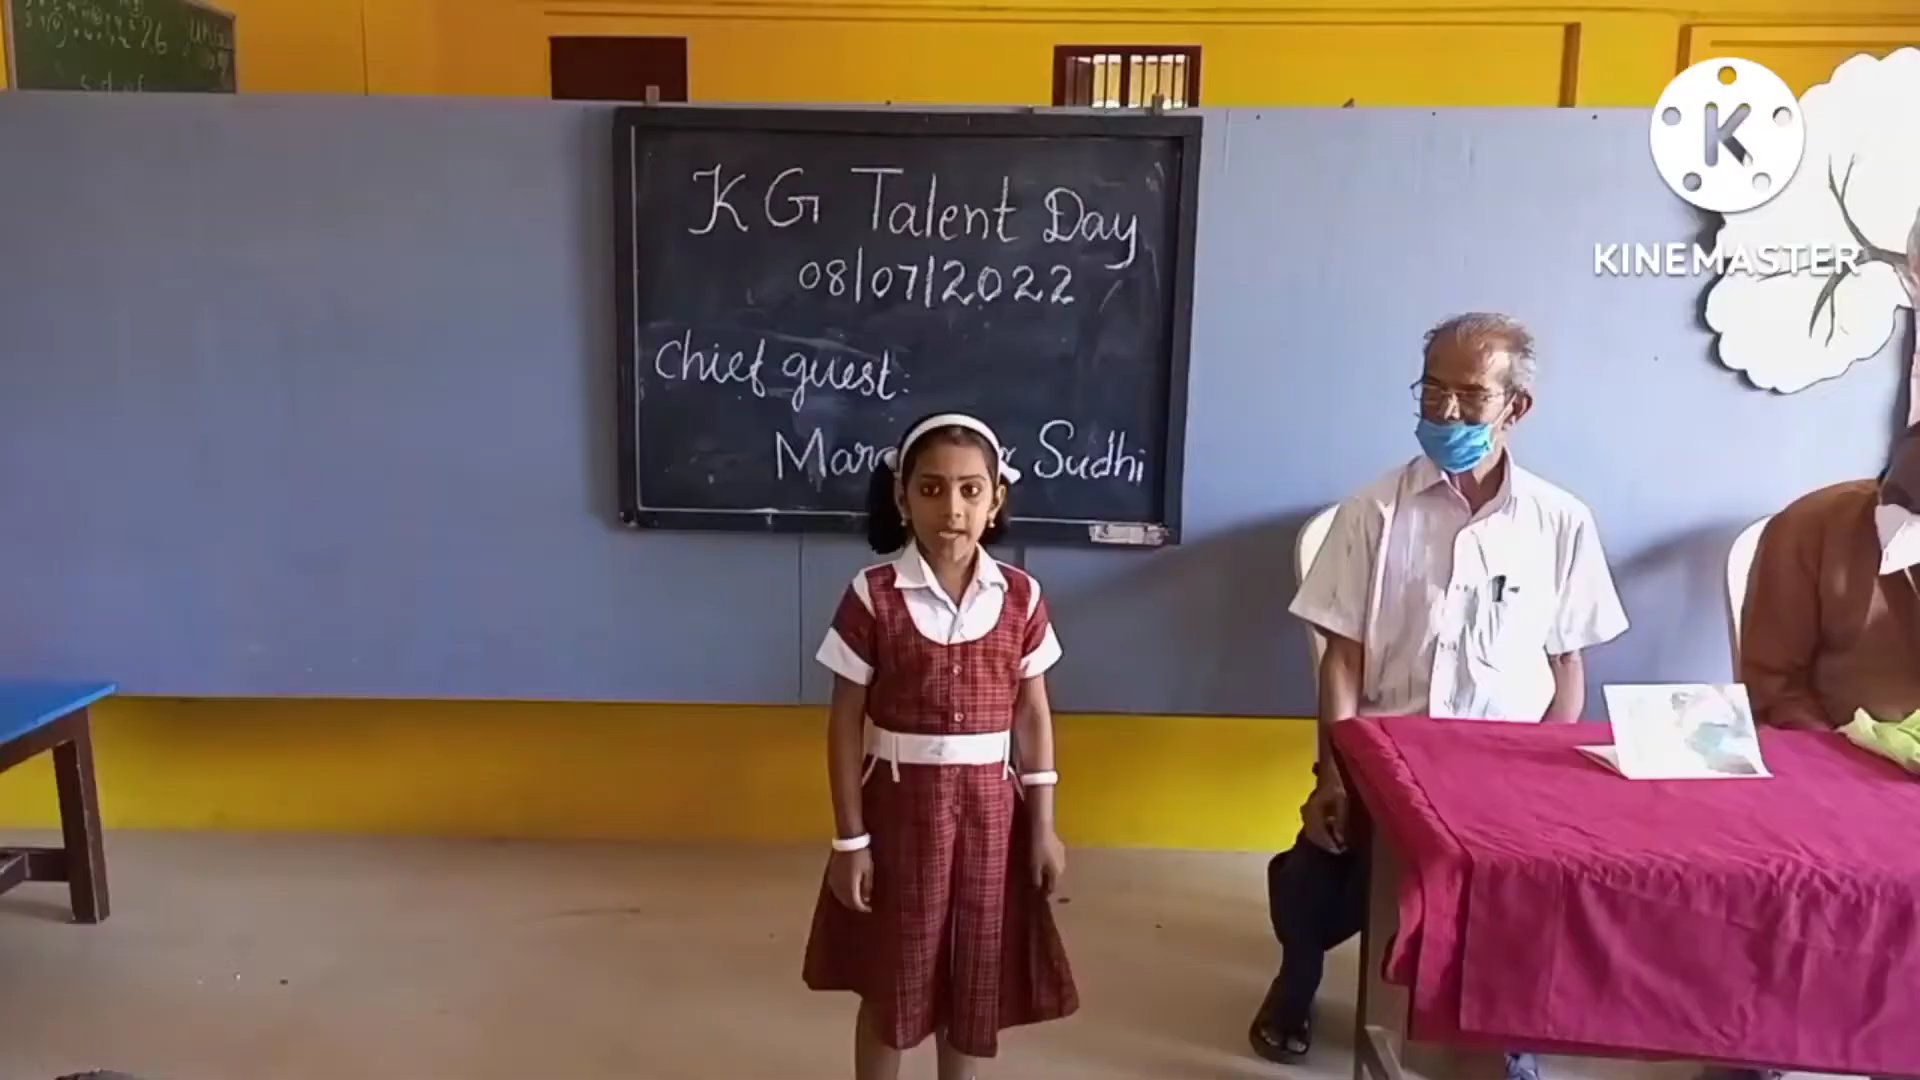 KG Talent Day
08/07/2022
Chief guest:
Sudhi
K
KINEMASTER